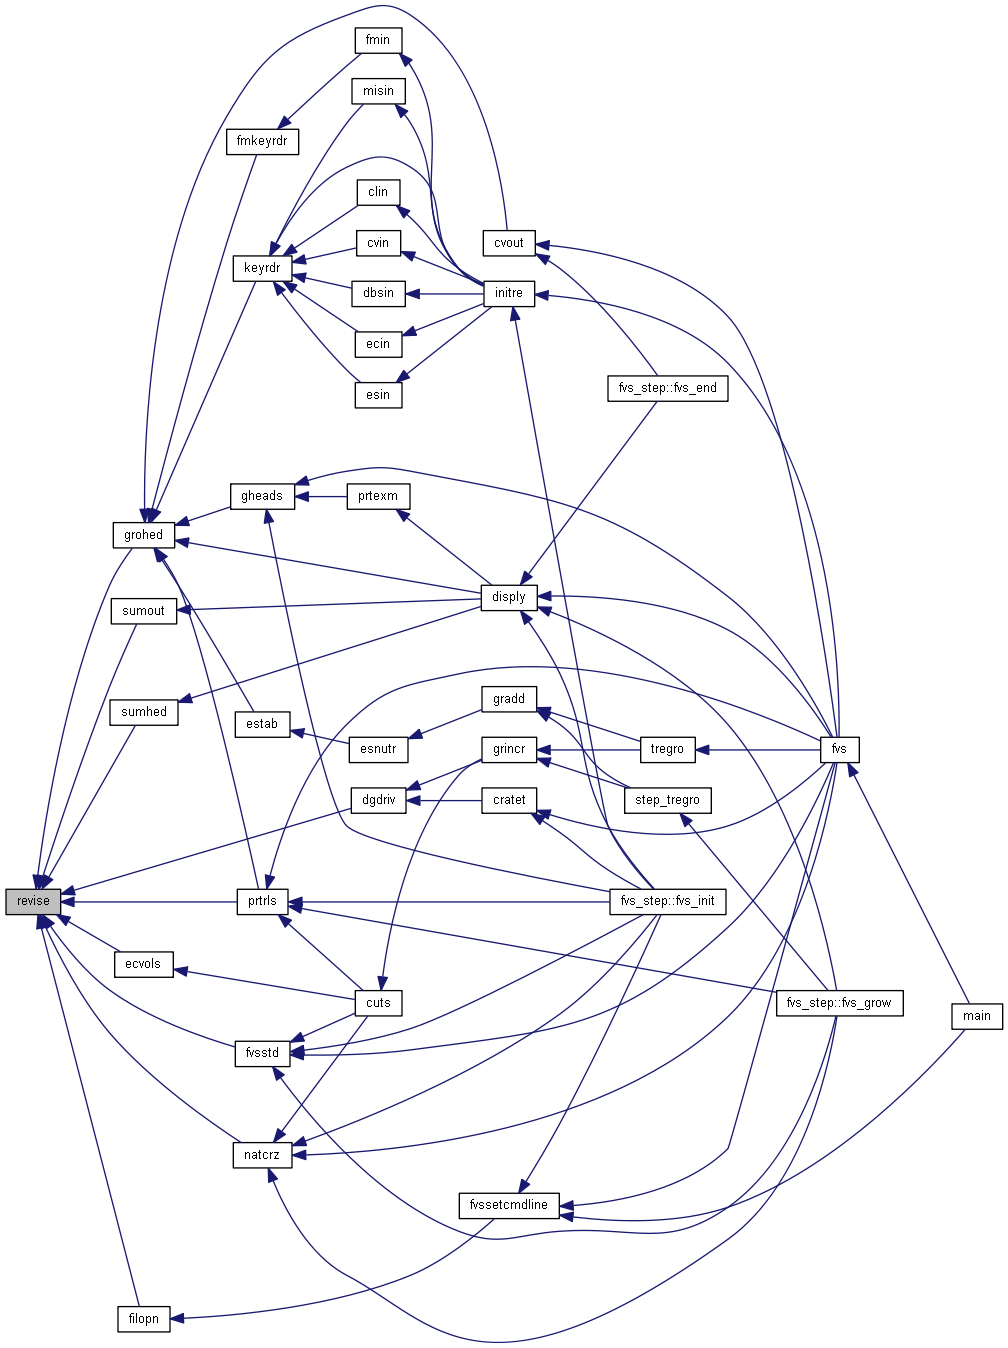 fmin
misin
fmkeyrdr
clin
cvin
cvout
keyrdr
dbsin
initre
ecin
fvs_step::fvs_end
esin
gheads
prtexm
grohed
disply
sumout
gradd
sumhed
estab
esnutr
grincr
tregro
fvs
dgdriv
cratet
step_tregro
revise
prtrls
fvs_step::fvs_init
ecvols
cuts
fvs_step::fvs_grow
main
fvsstd
natcrz
fvssetcmdline
filopn